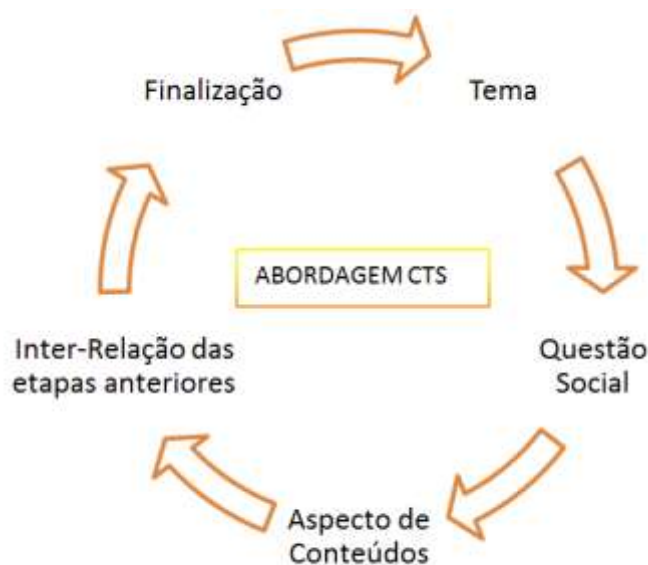 Finalização
Tema
ABORDAGEM CTS
Inter-Relação das
etapas anteriores
Questão
Social
Aspecto de
Conteúdos